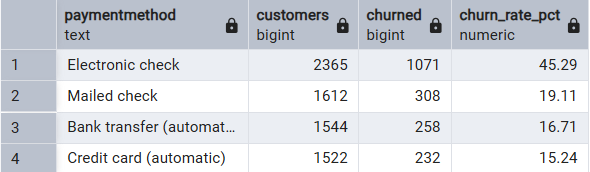 paymentmethod customers churned churn_rate_pct
text bigint bigint numeric
1 Electronic check 2365 1071 45.29
2 Mailed check 1612 308 19.11
3 Bank transfer (automat… 1544 258 16.71
4 Credit card (automatic) 1522 232 15.24